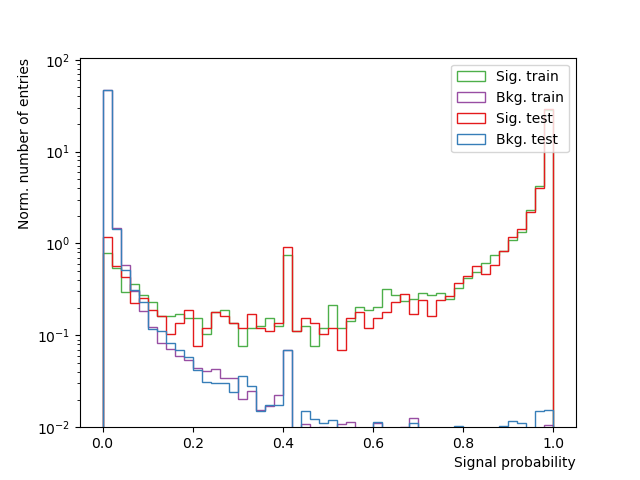 Norm. number of entries
10²
10¹
10⁰
10⁻¹
10⁻²
Sig. train
Bkg. train
Sig. test
Bkg. test
0.0 0.2 0.4 0.6 0.8 1.0
Signal probability